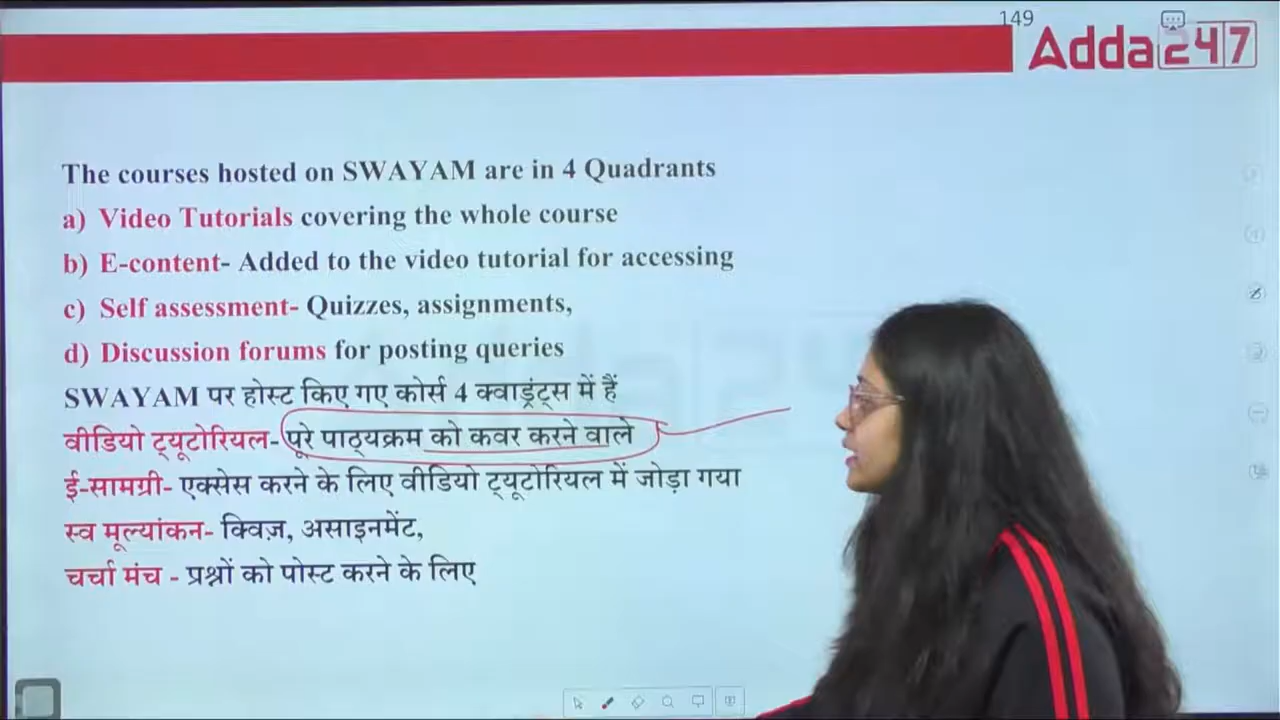 149
Adda247
The courses hosted on SWAYAM are in 4 Quadrants
a) Video Tutorials covering the whole course
b) E-content- Added to the video tutorial for accessing
c) Self assessment- Quizzes, assignments,
d) Discussion forums for posting queries
SWAYAM पर होस्ट किए गए कोर्स 4 क्वाड्रंट्स में हैं
वीडियो ट्यूटोरियल- पूरे पाठ्यक्रम को कवर करने वाले
ई-सामग्री- एक्सेस करने के लिए वीडियो ट्यूटोरियल में जोड़ा गया
स्व मूल्यांकन- क्विज़, असाइनमेंट,
चर्चा मंच - प्रश्नों को पोस्ट करने के लिए